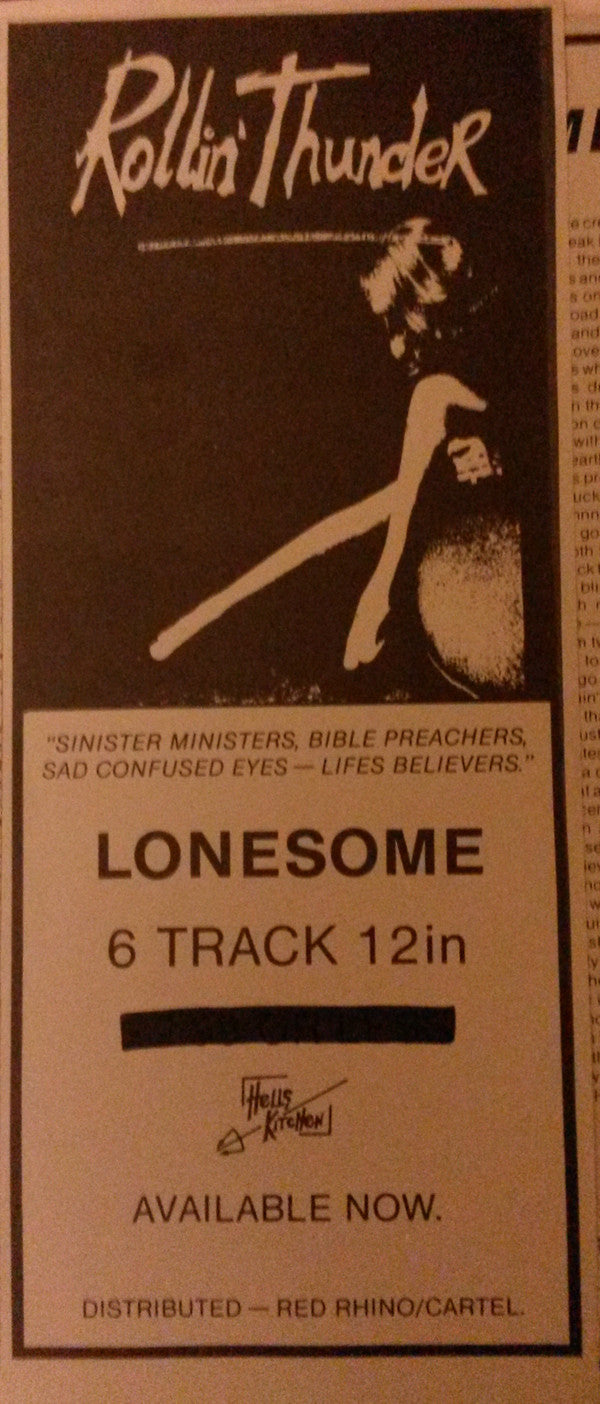 Rollin' Thunder
"SINISTER MINISTERS, BIBLE PREACHERS,
SAD CONFUSED EYES — LIFES BELIEVERS."
LONESOME
6 TRACK 12in
HELLS
KITCHEN
AVAILABLE NOW.
DISTRIBUTED — RED RHINO/CARTEL.